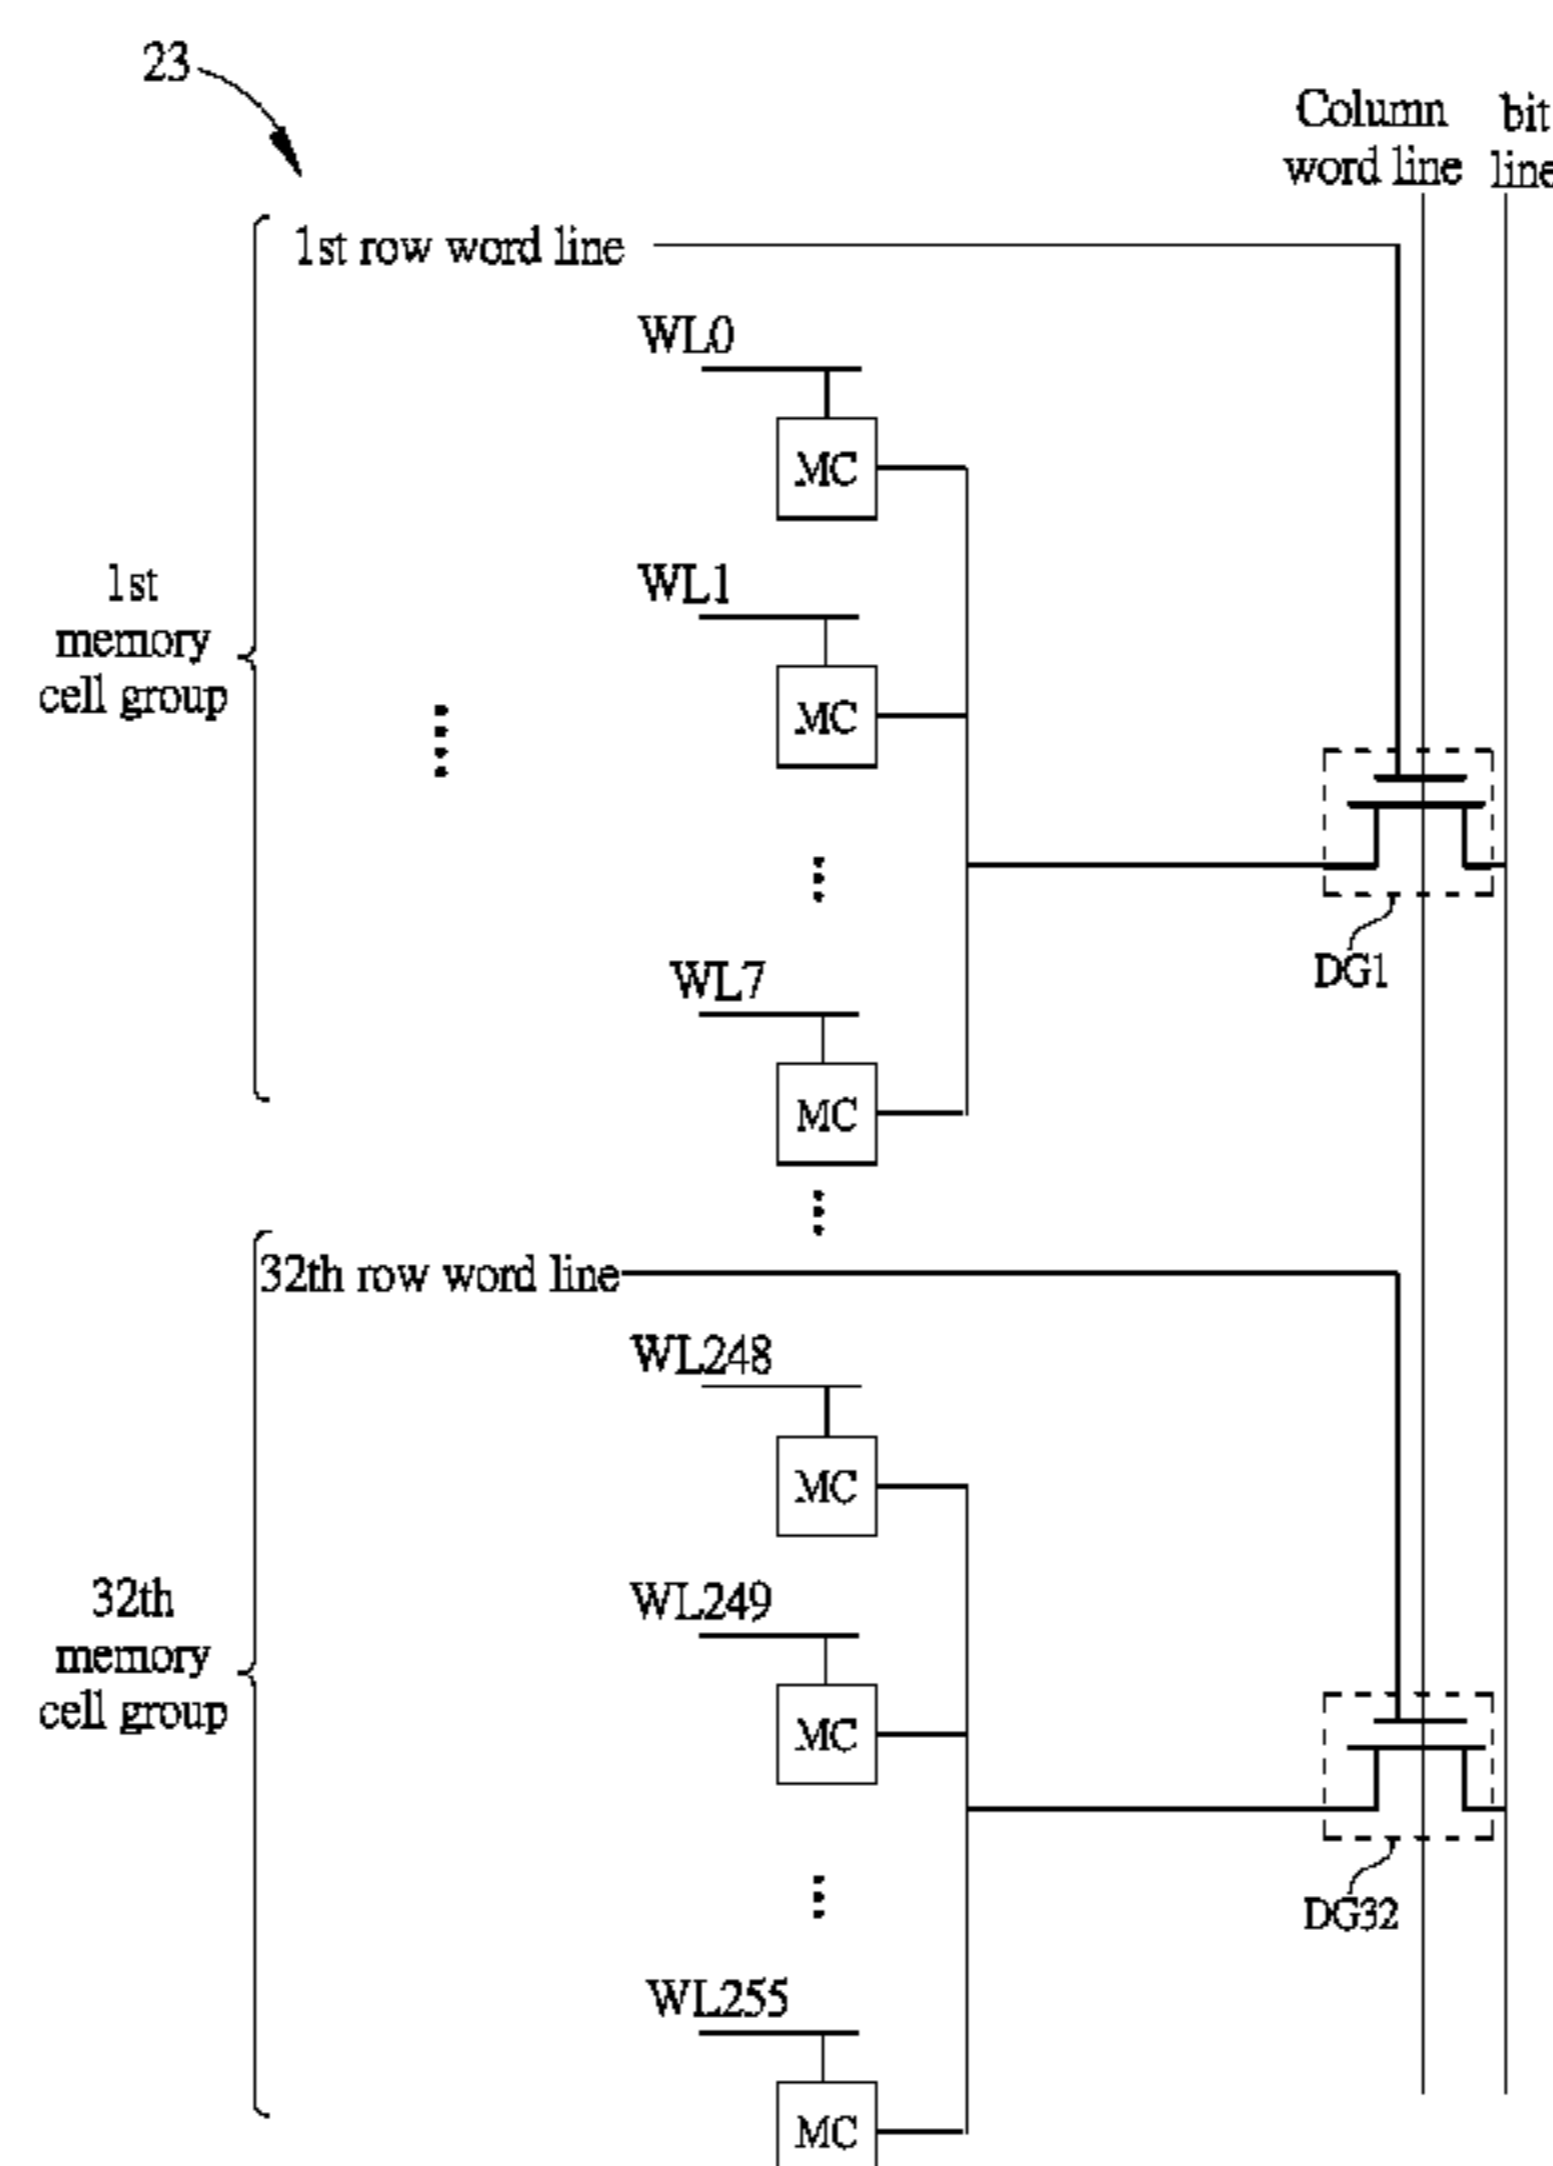 23
Column
word line
bit
line
1st row word line
WL0
MC
1st
memory
cell group
WL1
MC
DG1
WL7
MC
32th row word line
WL248
MC
32th
memory
cell group
WL249
MC
DG32
WL255
MC